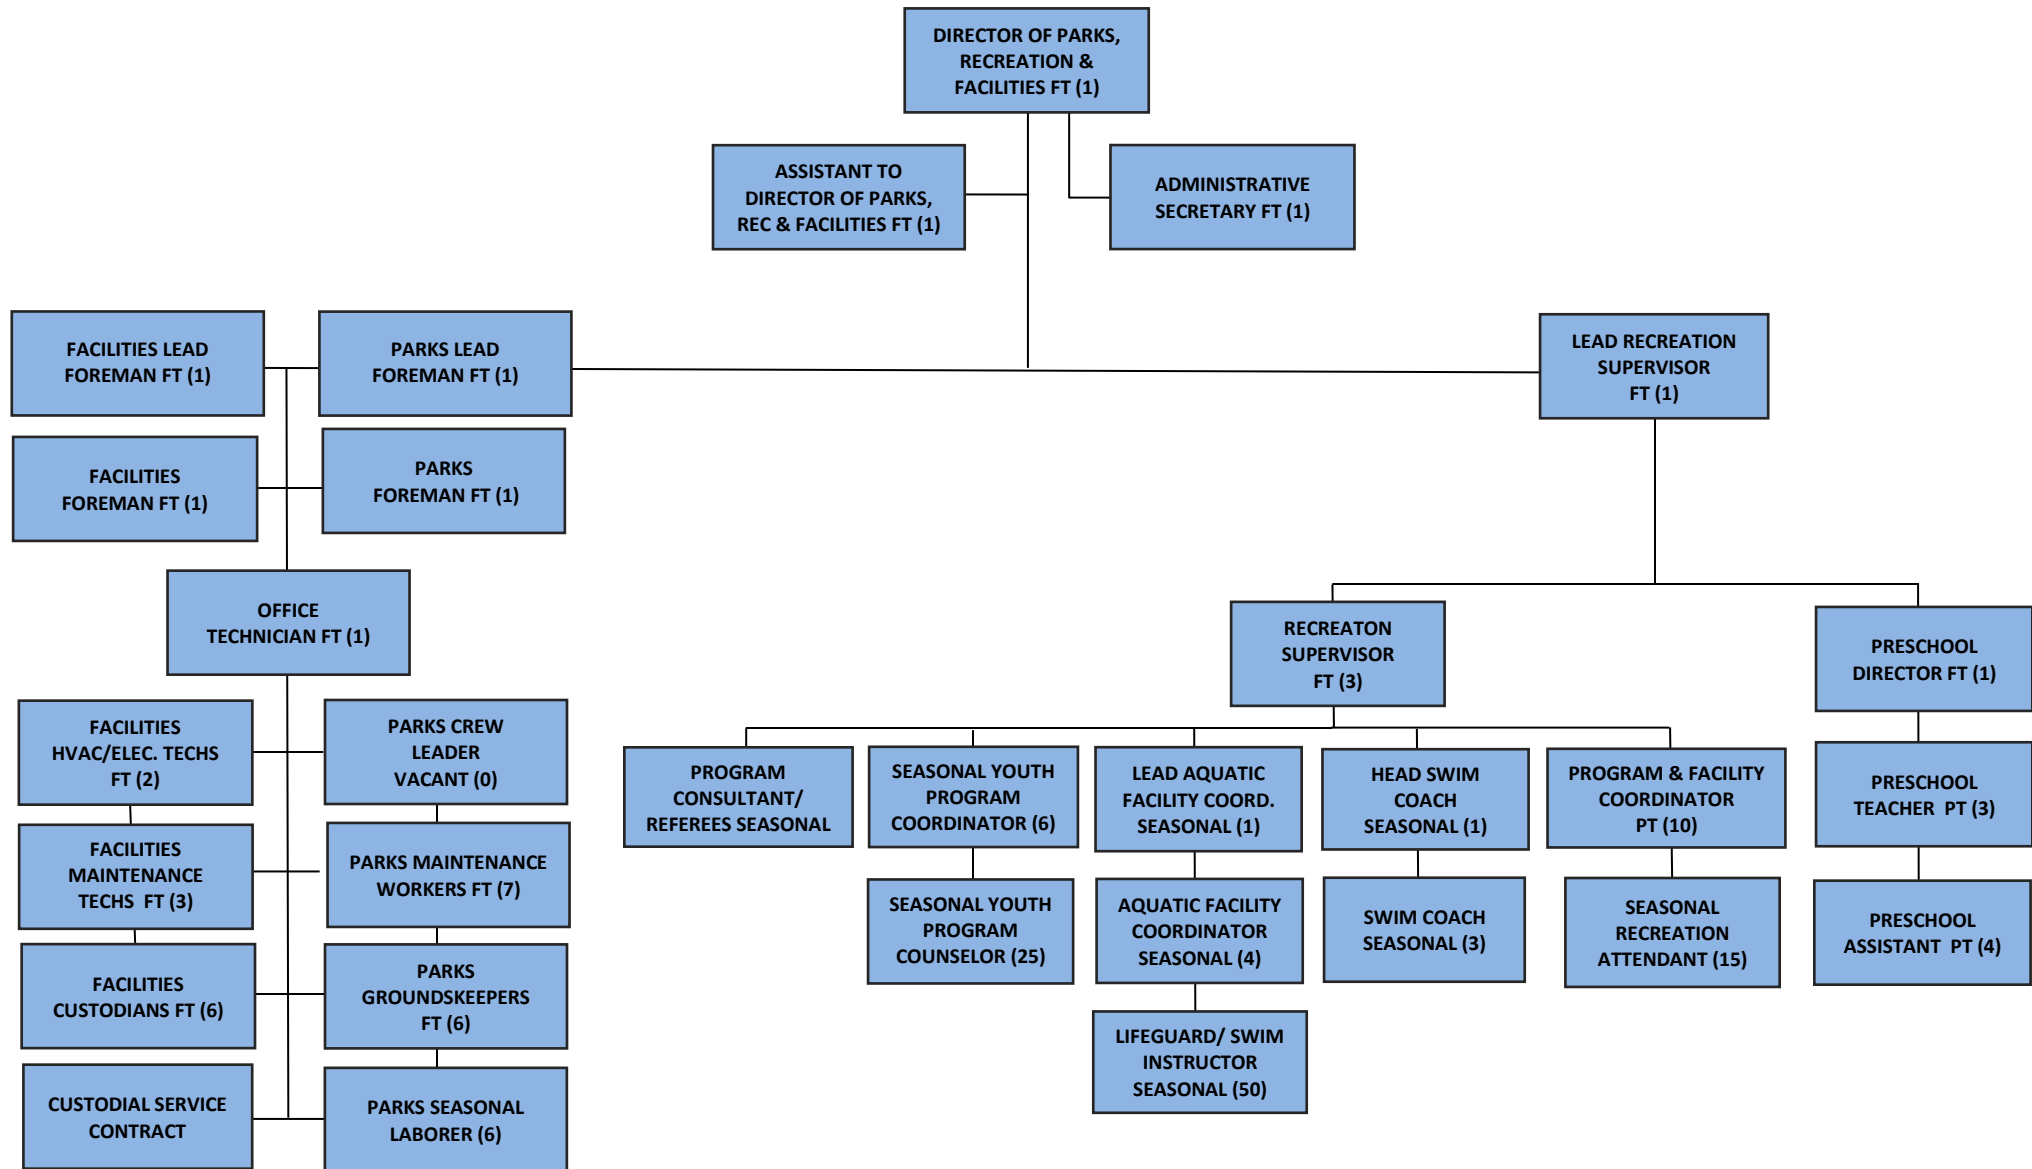 DIRECTOR OF PARKS,
RECREATION &
FACILITIES FT (1)
ASSISTANT TO
DIRECTOR OF PARKS,
REC & FACILITIES FT (1)
ADMINISTRATIVE
SECRETARY FT (1)
FACILITIES LEAD
FOREMAN FT (1)
PARKS LEAD
FOREMAN FT (1)
LEAD RECREATION
SUPERVISOR
FT (1)
FACILITIES
FOREMAN FT (1)
PARKS
FOREMAN FT (1)
OFFICE
TECHNICIAN FT (1)
RECREATON
SUPERVISOR
FT (3)
PRESCHOOL
DIRECTOR FT (1)
FACILITIES
HVAC/ELEC. TECHS
FT (2)
PARKS CREW
LEADER
VACANT (0)
PROGRAM
CONSULTANT/
REFEREES SEASONAL
SEASONAL YOUTH
PROGRAM
COORDINATOR (6)
LEAD AQUATIC
FACILITY COORD.
SEASONAL (1)
HEAD SWIM
COACH
SEASONAL (1)
PROGRAM & FACILITY
COORDINATOR
PT (10)
PRESCHOOL
TEACHER PT (3)
FACILITIES
MAINTENANCE
TECHS FT (3)
PARKS MAINTENANCE
WORKERS FT (7)
SEASONAL YOUTH
PROGRAM
COUNSELOR (25)
AQUATIC FACILITY
COORDINATOR
SEASONAL (4)
SWIM COACH
SEASONAL (3)
SEASONAL
RECREATION
ATTENDANT (15)
PRESCHOOL
ASSISTANT PT (4)
FACILITIES
CUSTODIANS FT (6)
PARKS
GROUNDSKEEPERS
FT (6)
LIFEGUARD/ SWIM
INSTRUCTOR
SEASONAL (50)
CUSTODIAL SERVICE
CONTRACT
PARKS SEASONAL
LABORER (6)